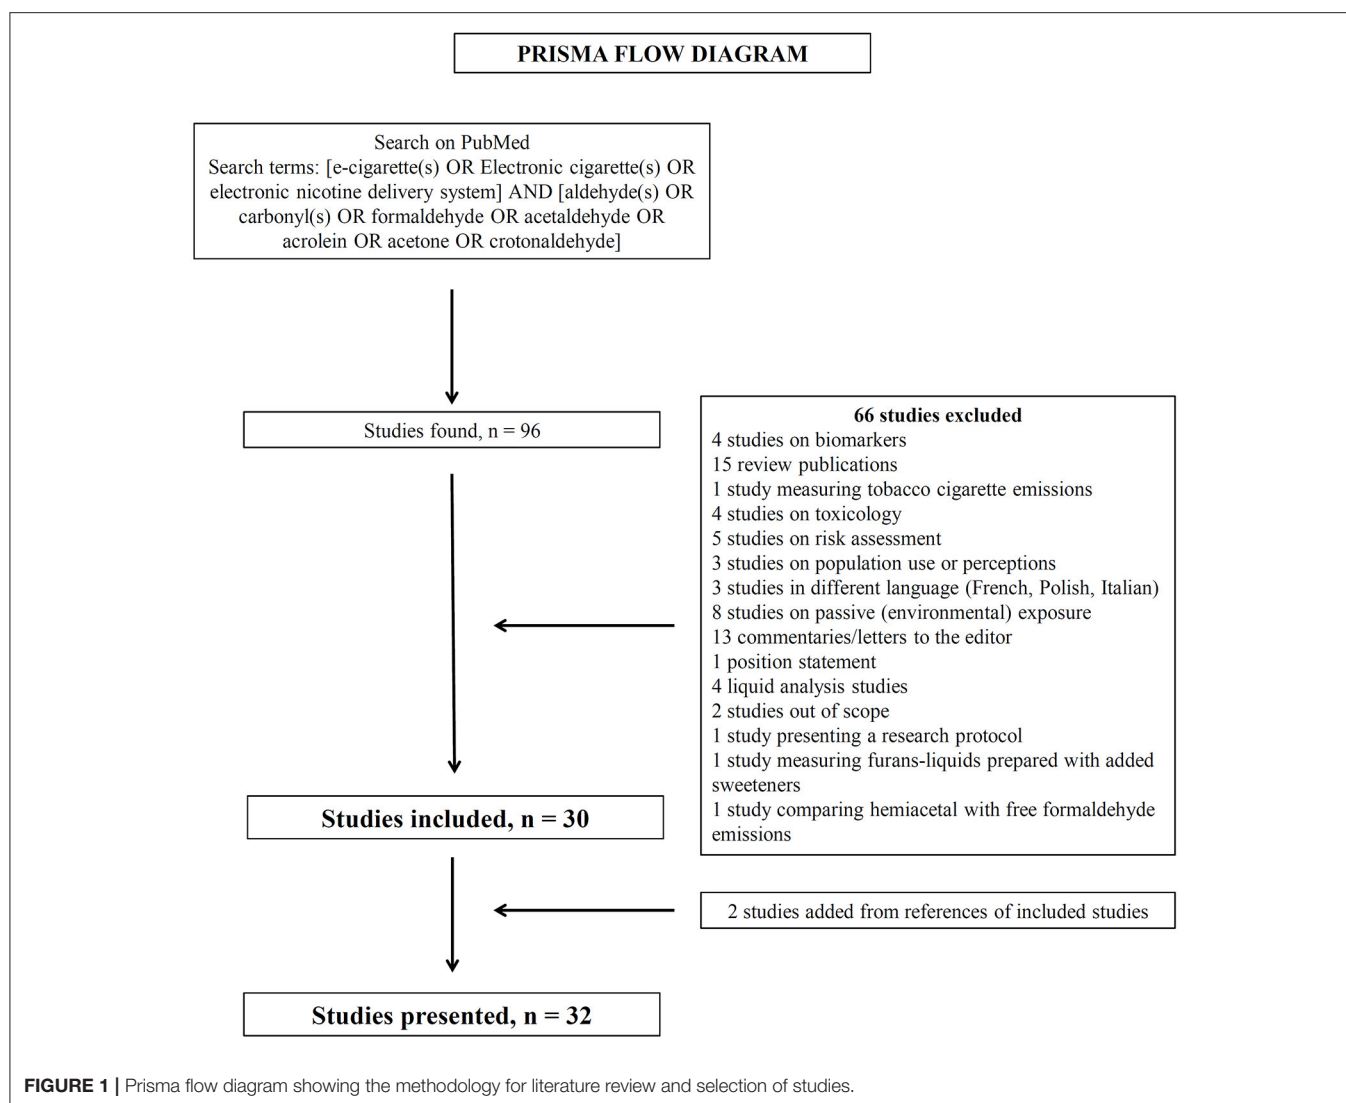 PRISMA FLOW DIAGRAM
Search on PubMed
Search terms: [e-cigarette(s) OR Electronic cigarette(s) OR
electronic nicotine delivery system] AND [aldehyde(s) OR
carbonyl(s) OR formaldehyde OR acetaldehyde OR
acrolein OR acetone OR crotonaldehyde]
Studies found, n = 96
66 studies excluded
4 studies on biomarkers
15 review publications
1 study measuring tobacco cigarette emissions
4 studies on toxicology
5 studies on risk assessment
3 studies on population use or perceptions
3 studies in different language (French, Polish, Italian)
8 studies on passive (environmental) exposure
13 commentaries/letters to the editor
1 position statement
4 liquid analysis studies
2 studies out of scope
1 study presenting a research protocol
1 study measuring furans-liquids prepared with added
sweeteners
1 study comparing hemiacetal with free formaldehyde
emissions
Studies included, n = 30
2 studies added from references of included studies
Studies presented, n = 32
FIGURE 1 | Prisma flow diagram showing the methodology for literature review and selection of studies.